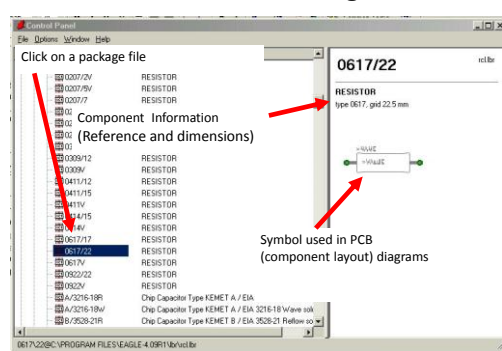 Control Panel
File Options Window Help
Click on a package file
0207/2V RESISTOR
0207/5V RESISTOR
0207/7 RESISTOR
Component Information
(Reference and dimensions)
0309/12 RESISTOR
0309V RESISTOR
0411/12 RESISTOR
0411/15 RESISTOR
0411V RESISTOR
0414/15 RESISTOR
0414V RESISTOR
0617/17 RESISTOR
0617/22 RESISTOR
0617V RESISTOR
0922/22 RESISTOR
0922V RESISTOR
A/3216-18R Chip Capacitor Type KEMET A / EIA
A/3216-18W Chip Capacitor Type KEMET A / EIA 3216-18 Wave sol
B/3528-21R Chip Capacitor Type KEMET B / EIA 3528-21 Reflow so
0617/22 rcl.lbr
RESISTOR
type 0617, grid 22.5 mm
Symbol used in PCB
(component layout) diagrams
0617\22@C:\PROGRAM FILES\EAGLE-4.09R1\lbr\rcl.lbr